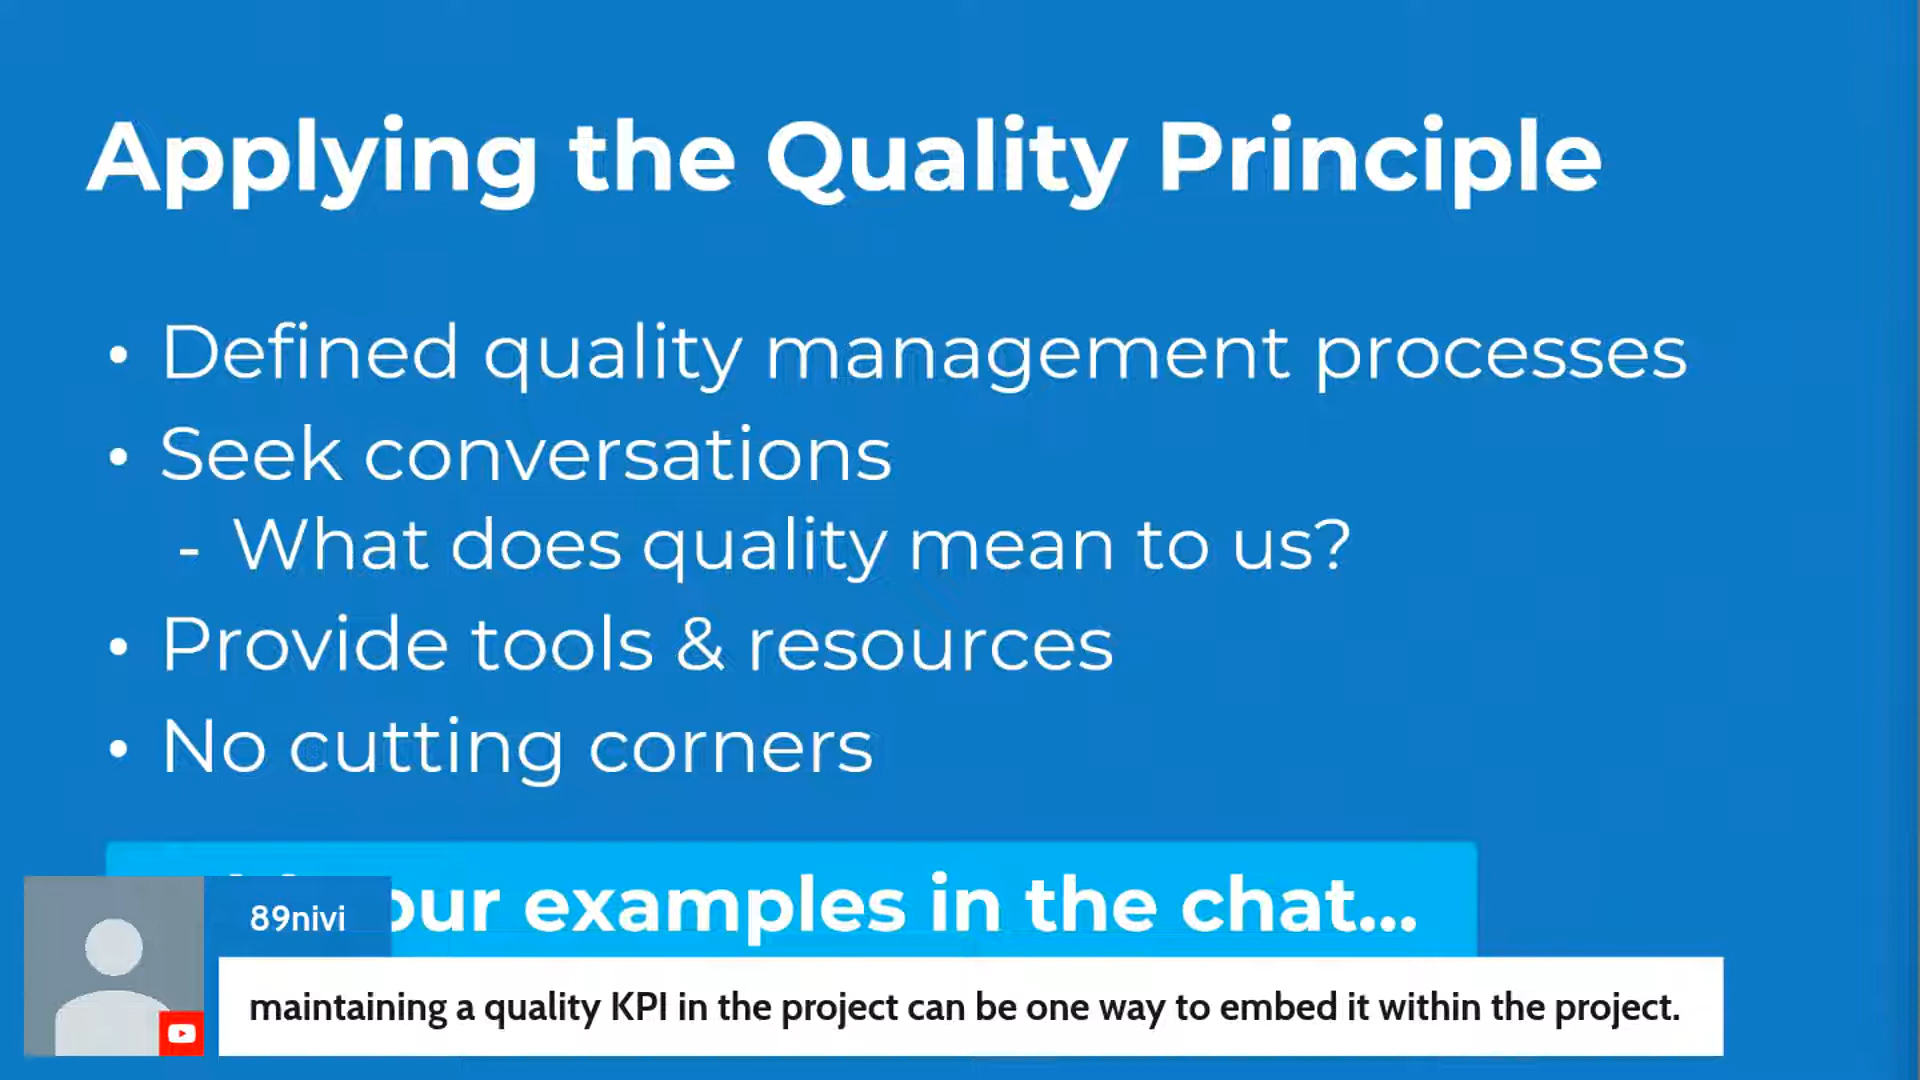 Applying the Quality Principle
• Defined quality management processes
• Seek conversations
- What does quality mean to us?
• Provide tools & resources
• No cutting corners
examples in the chat...
89nivi
maintaining a quality KPI in the project can be one way to embed it within the project.